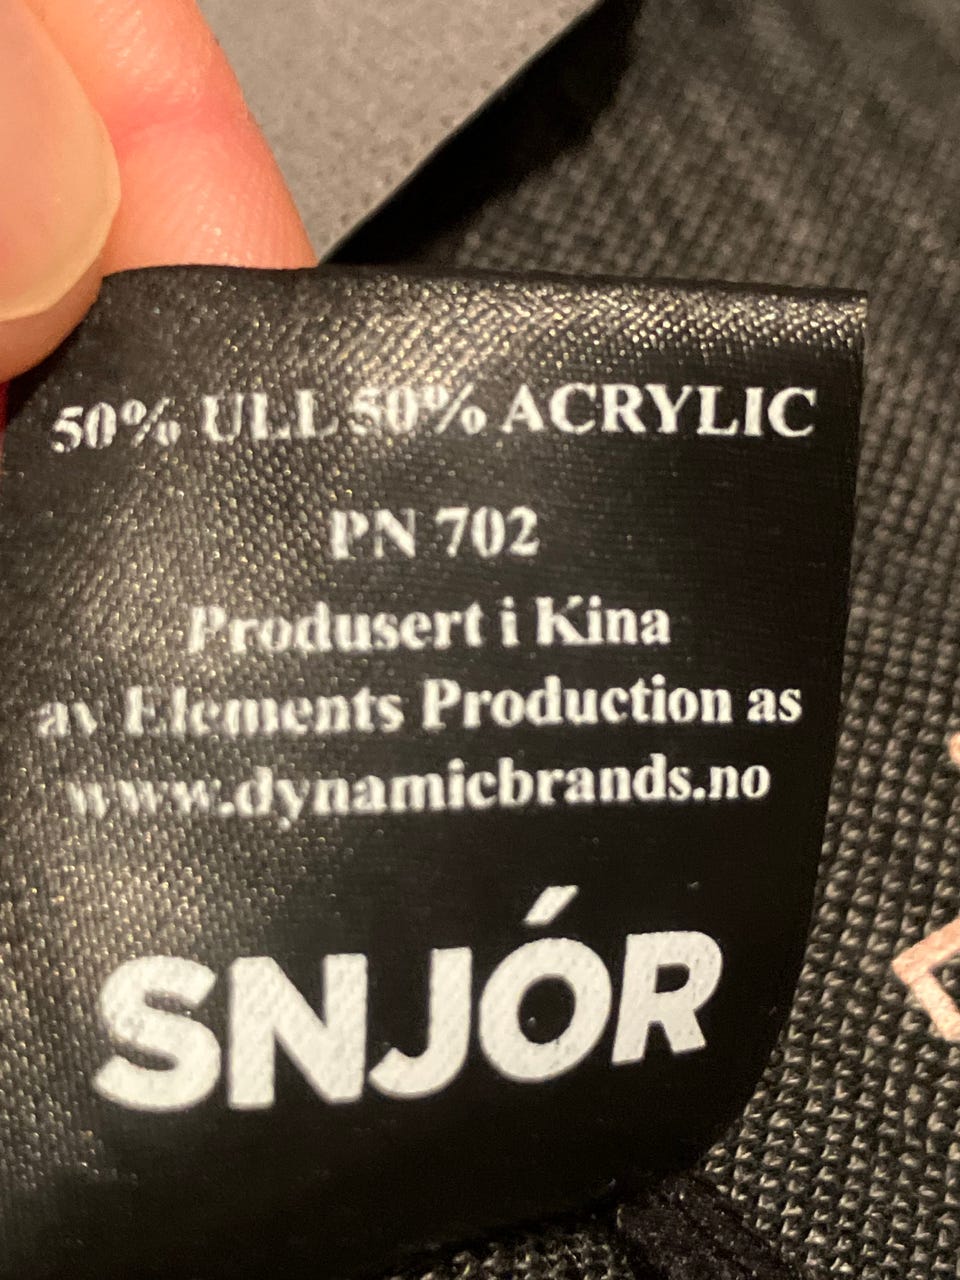 50% ULL 50% ACRYLIC
PN 702
Produsert i Kina
av Elements Production as
www.dynamicbrands.no
SNJÓR